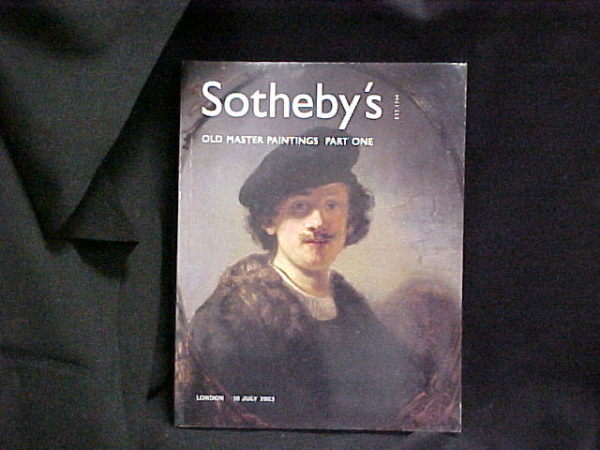 Sotheby's
EST. 1744
OLD MASTER PAINTINGS PART ONE
LONDON 10 JULY 2003